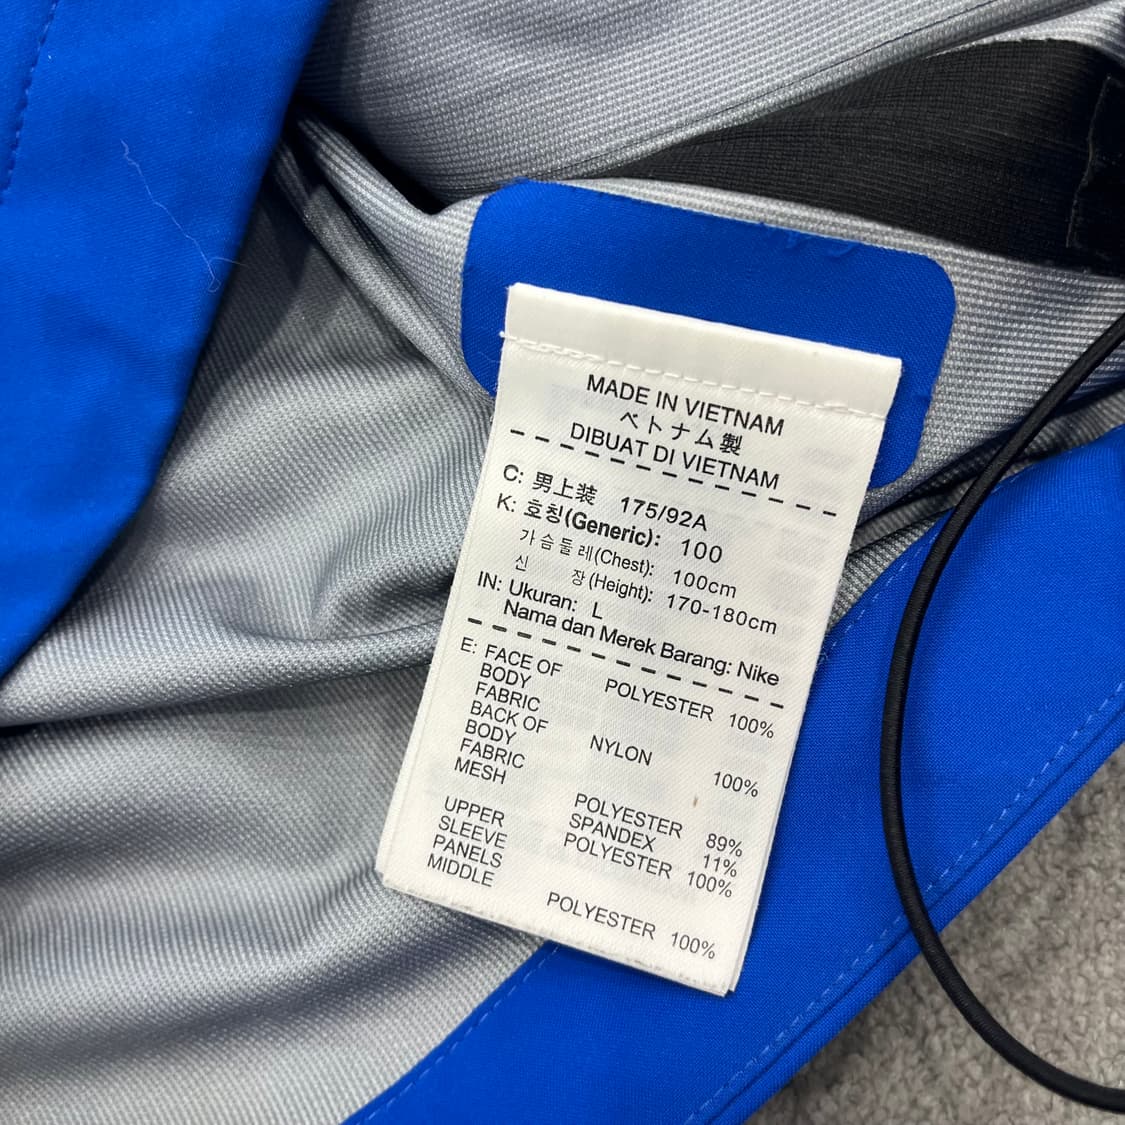 MADE IN VIETNAM
ベトナム製
DIBUAT DI VIETNAM
C: 男上装 175/92A
K: 호칭(Generic): 100
가슴둘레(Chest): 100cm
신 장(Height): 170-180cm
IN: Ukuran: L
Nama dan Merek Barang: Nike
E: FACE OF
BODY POLYESTER 100%
FABRIC
BACK OF
BODY NYLON 100%
FABRIC
MESH POLYESTER 89%
SPANDEX 11%
UPPER POLYESTER 100%
SLEEVE
PANELS
MIDDLE POLYESTER 100%